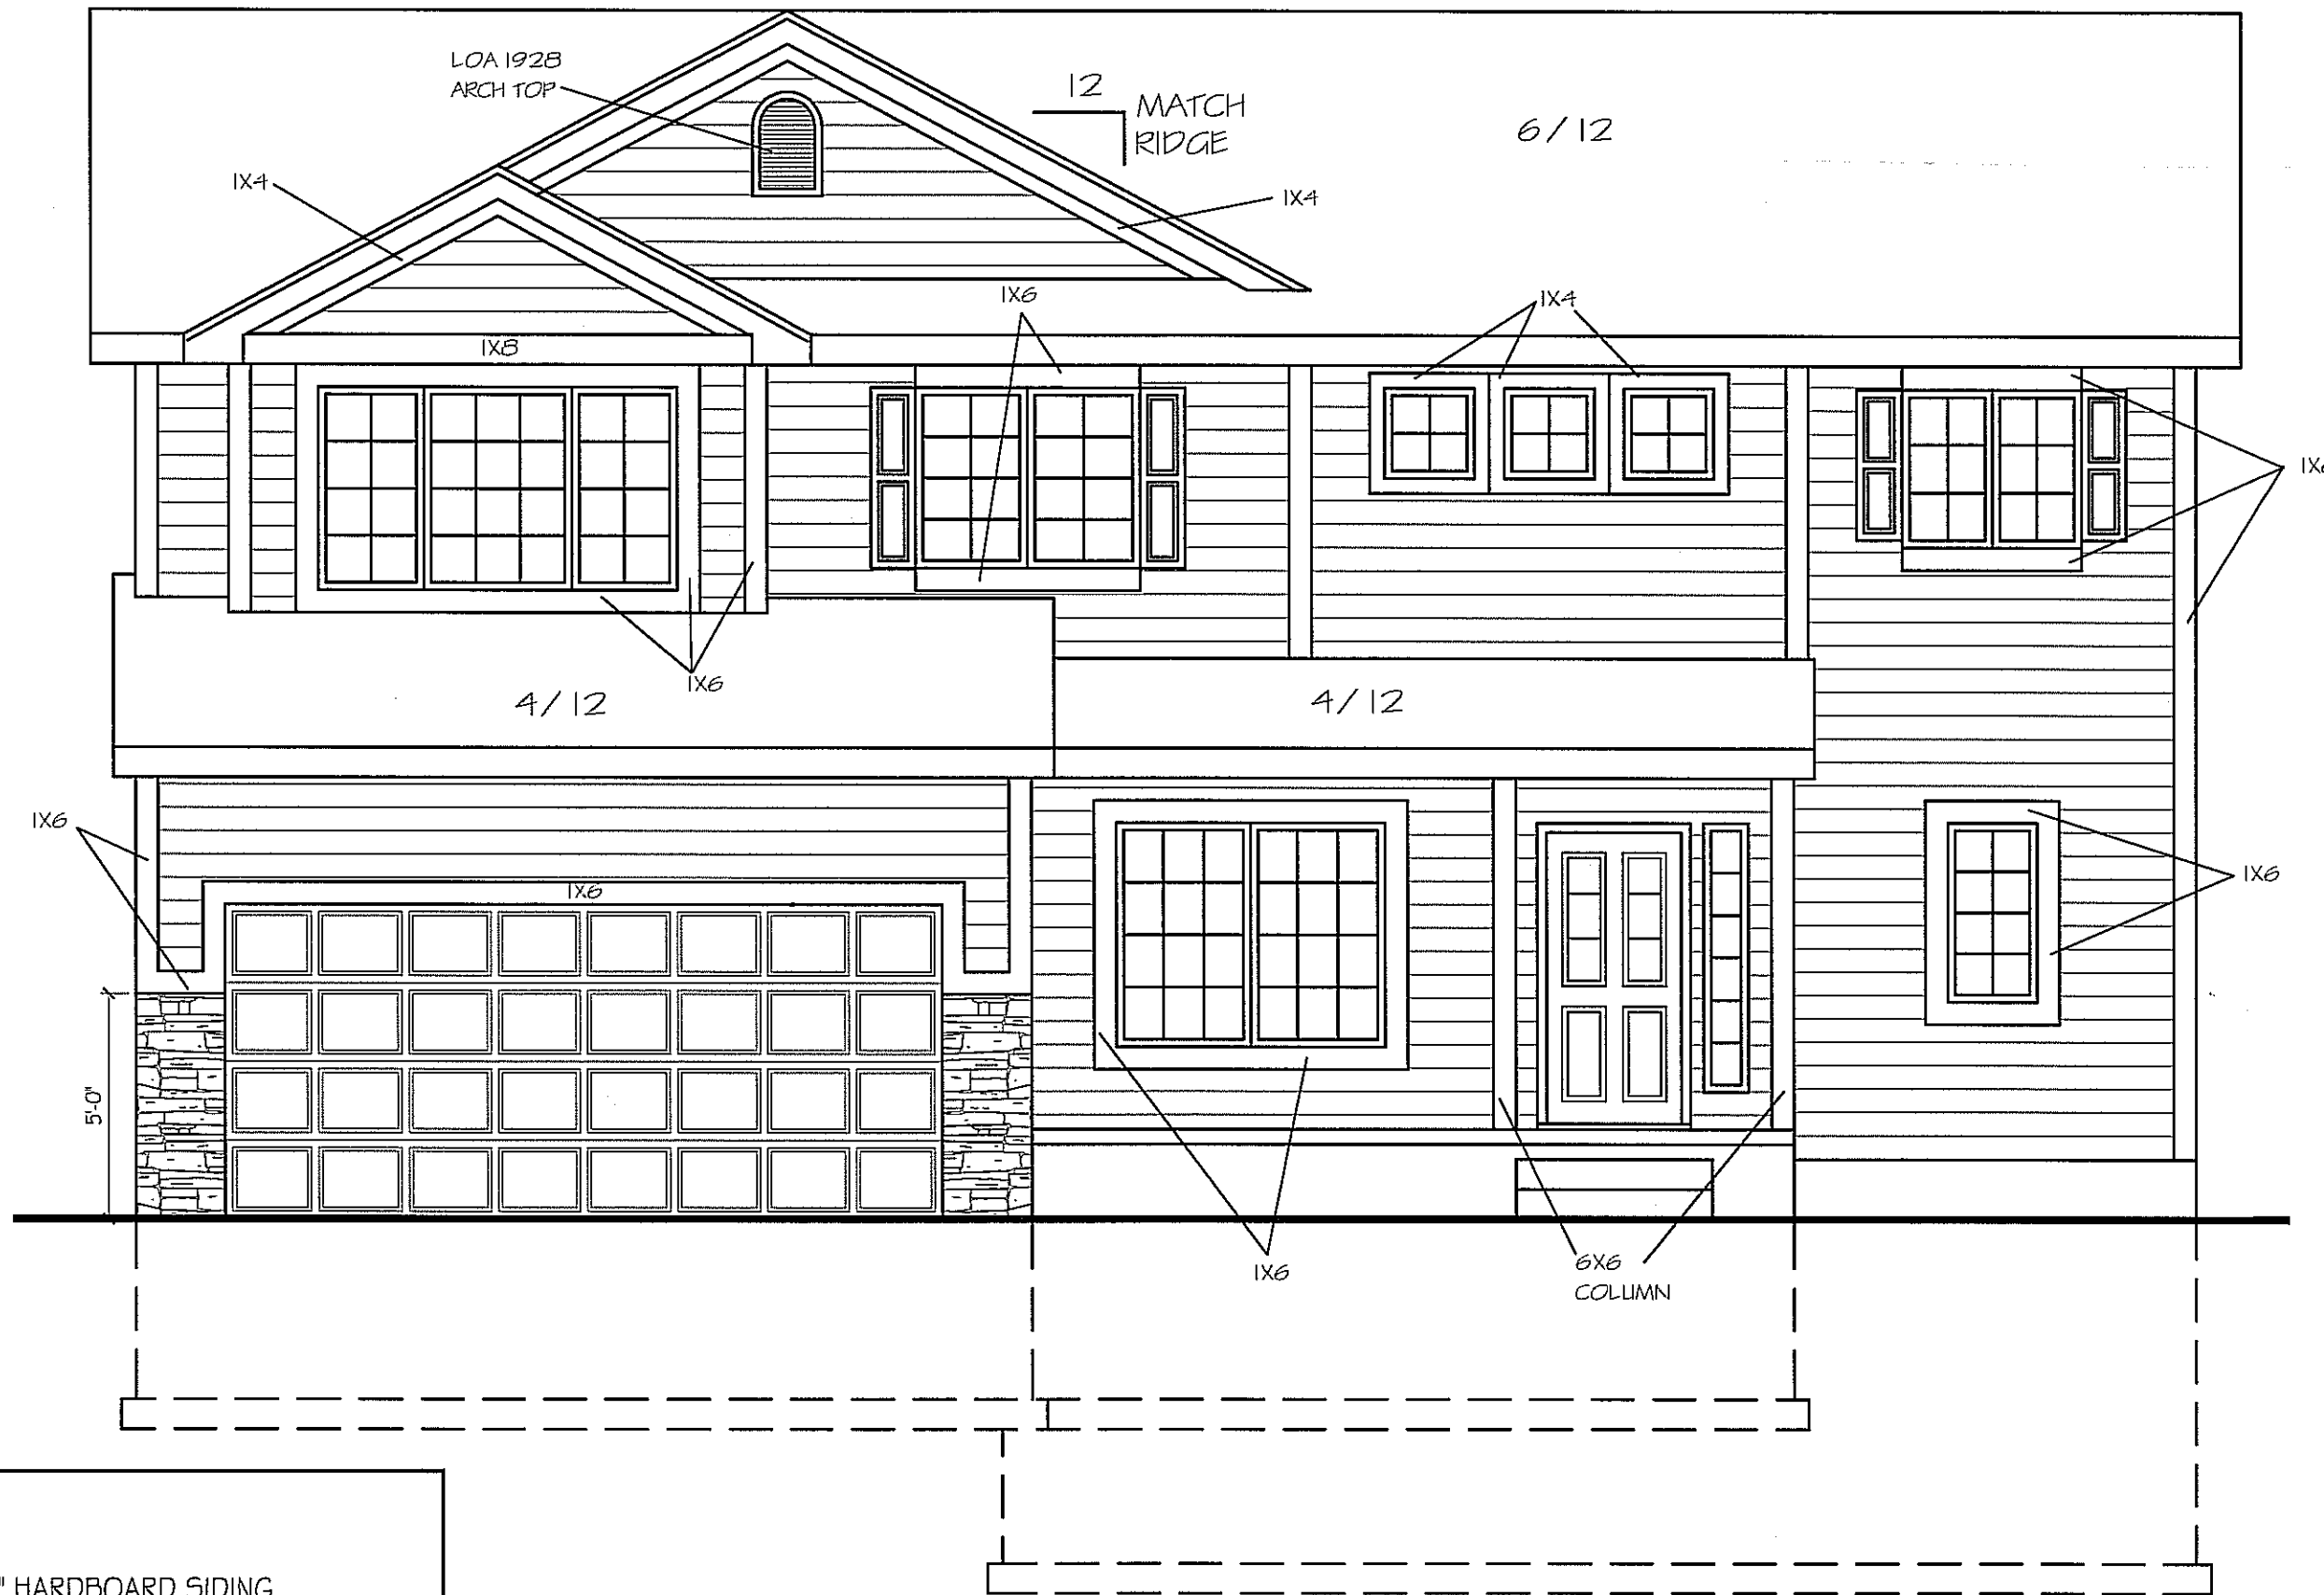 LOA 1928
ARCH TOP
12
MATCH
RIDGE
6/12
1X4
1X4
1X6
1X4
1X8
1X6
1X6
4/12
4/12
1X6
1X6
1X6
5'-0"
1X6
6X6
COLUMN
" HARDBOARD SIDING